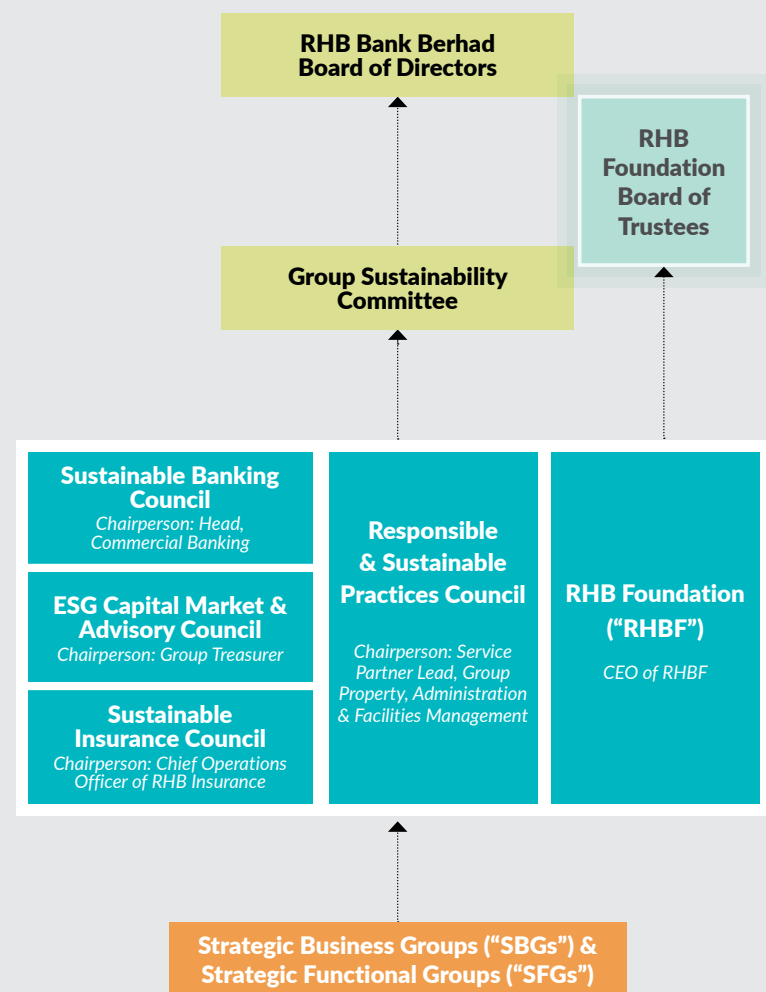 RHB Bank Berhad
Board of Directors
RHB
Foundation
Board of
Trustees
Group Sustainability
Committee
Sustainable Banking
Council
Chairperson: Head,
Commercial Banking
ESG Capital Market &
Advisory Council
Chairperson: Group Treasurer
Sustainable
Insurance Council
Chairperson: Chief Operations
Officer of RHB Insurance
Responsible
& Sustainable
Practices Council
Chairperson: Service
Partner Lead, Group
Property, Administration
& Facilities Management
RHB Foundation
(“RHBF”)
CEO of RHBF
Strategic Business Groups (“SBGs”) &
Strategic Functional Groups (“SFGs”)